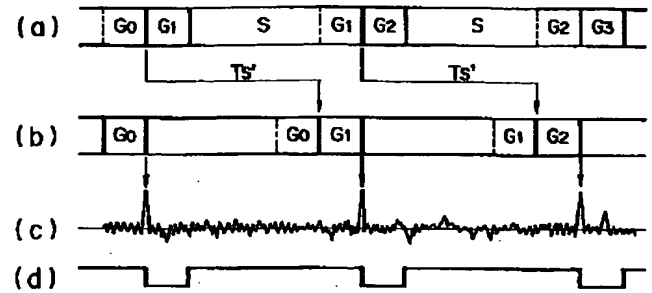 (a) G0 G1 S G1 G2 S G2 G3
Ts' Ts'
(b) G0 G0 G1 G1 G2
(c)
(d)